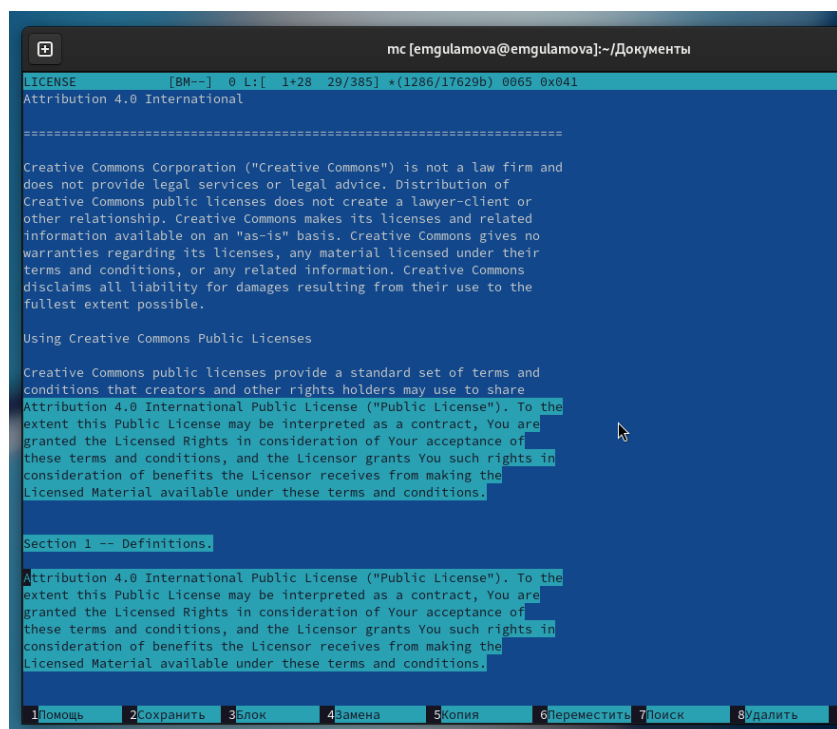 mc [emgulamova@emgulamova]:~/Документы
LICENSE [BM--] 0 L:[ 1+28 29/385] *(1286/17629b) 0065 0x041
Attribution 4.0 International
=======================================================================
Creative Commons Corporation ("Creative Commons") is not a law firm and
does not provide legal services or legal advice. Distribution of
Creative Commons public licenses does not create a lawyer-client or
other relationship. Creative Commons makes its licenses and related
information available on an "as-is" basis. Creative Commons gives no
warranties regarding its licenses, any material licensed under their
terms and conditions, or any related information. Creative Commons
disclaims all liability for damages resulting from their use to the
fullest extent possible.
Using Creative Commons Public Licenses
Creative Commons public licenses provide a standard set of terms and
conditions that creators and other rights holders may use to share
Attribution 4.0 International Public License ("Public License"). To the
extent this Public License may be interpreted as a contract, You are
granted the Licensed Rights in consideration of Your acceptance of
these terms and conditions, and the Licensor grants You such rights in
consideration of benefits the Licensor receives from making the
Licensed Material available under these terms and conditions.
Section 1 -- Definitions.
Attribution 4.0 International Public License ("Public License"). To the
extent this Public License may be interpreted as a contract, You are
granted the Licensed Rights in consideration of Your acceptance of
these terms and conditions, and the Licensor grants You such rights in
consideration of benefits the Licensor receives from making the
Licensed Material available under these terms and conditions.
1Помощь 2Сохранить 3Блок 4Замена 5Копия 6Переместить 7Поиск 8Удалить